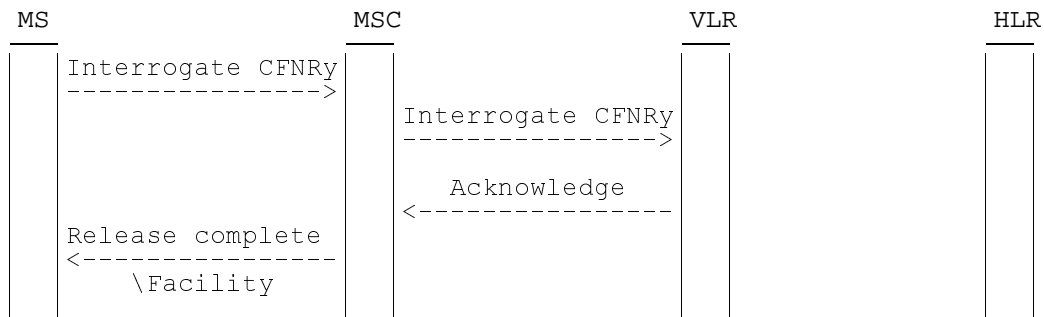 MS MSC VLR HLR
Interrogate CFNRy
---------------->
Interrogate CFNRy
---------------->
Acknowledge
<----------------
Release complete
<----------------
\Facility